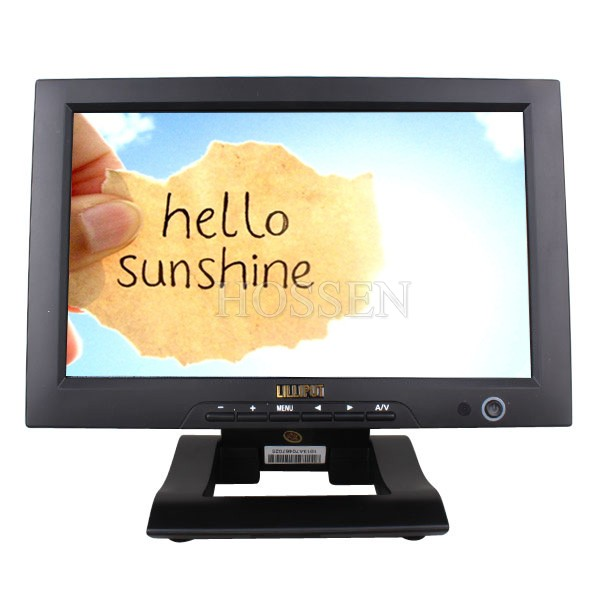 hello
sunshine
HOSSEN
LILLIPUT
- + MENU ◄ ► A/V